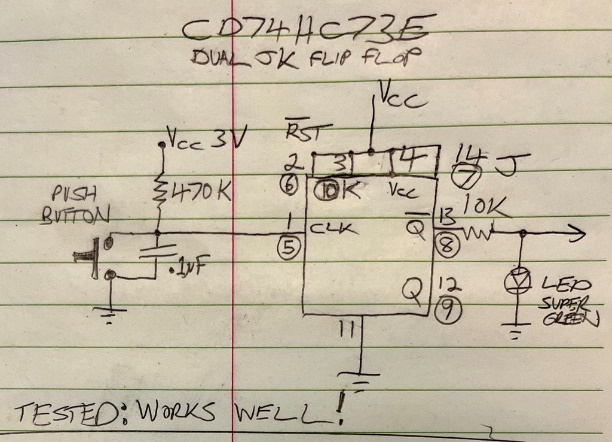 CD74HC73E
DUAL JK FLIP FLOP
Vcc
Vcc 3V
RST
2 3 4 14 J
6 10 K Vcc 7
470K
PUSH
BUTTON
1 CLK
5
Q 13 10K
8
.1uF
Q 12
9
LED
SUPER
GREEN
11
TESTED: WORKS WELL!